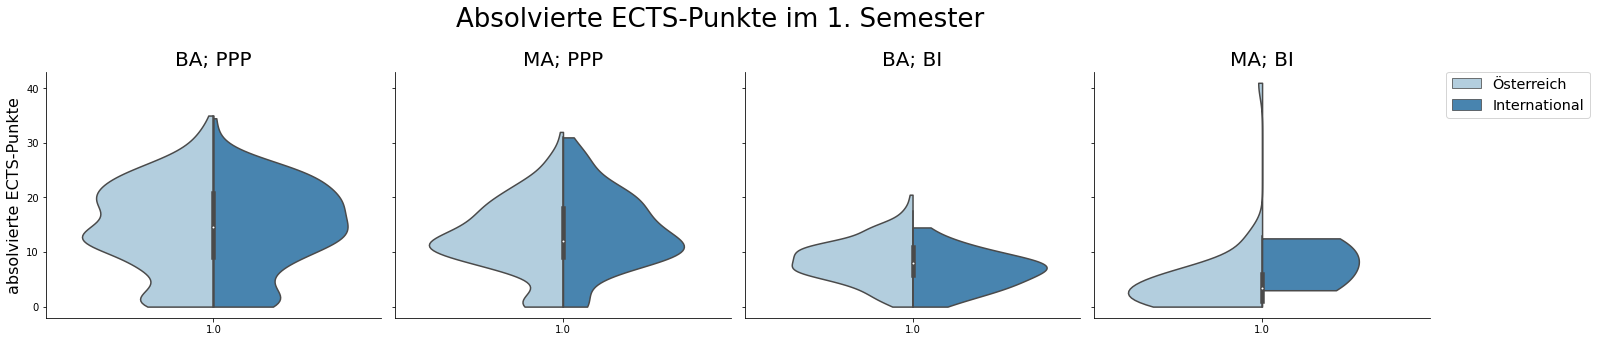 Absolvierte ECTS-Punkte im 1. Semester
BA; PPP
MA; PPP
BA; BI
MA; BI
absolvierte ECTS-Punkte
40
30
20
10
0
1.0
1.0
1.0
1.0
Österreich
International